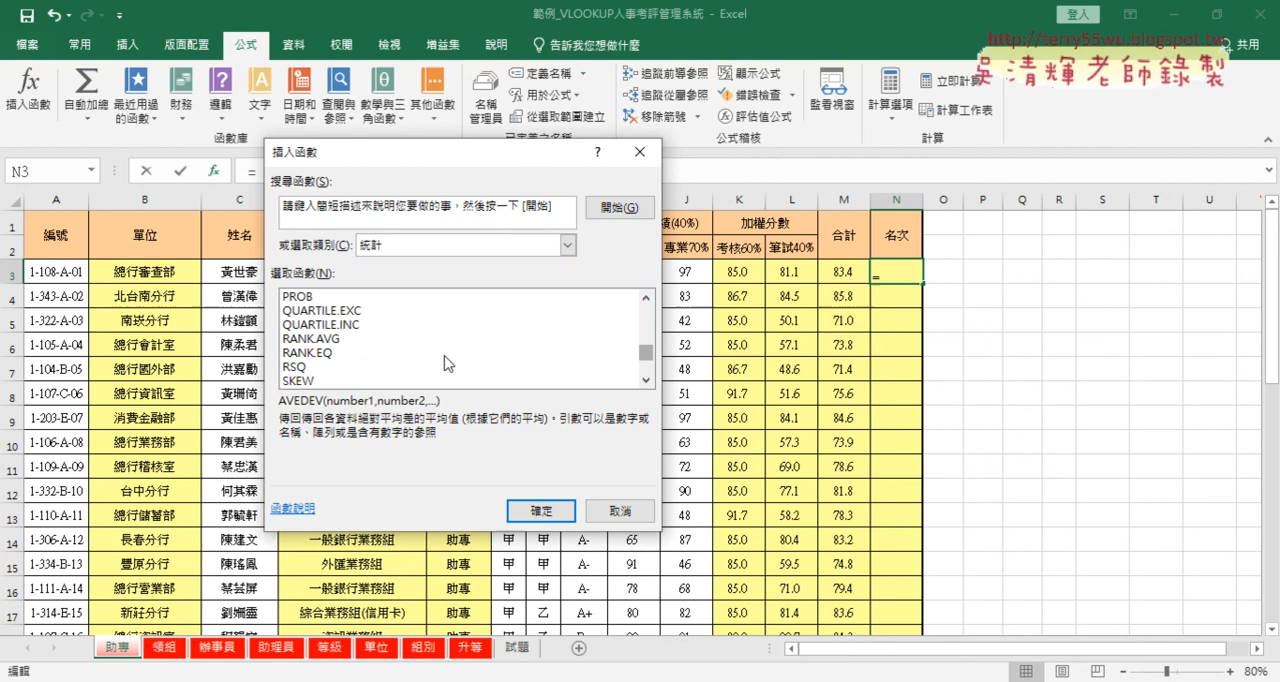 範例_VLOOKUP人事考評管理系統 - Excel
登入
檔案 常用 插入 版面配置 公式 資料 校閱 檢視 增益集 說明 告訴我您想做什麼 共用
http://terry55wu.blogspot.tw
吳清輝老師錄製
插入函數 自動加總 最近用過的函數 財務 邏輯 文字 日期和時間 查閱與參照 數學與三角函數 其他函數
名稱管理員 定義名稱 用於公式 從選取範圍建立
追蹤前導參照 追蹤從屬參照 移除箭號 顯示公式 錯誤檢查 評估值公式 監看視窗
計算選項 立即計算 計算工作表
函數庫 公式稽核 計算
N3 fx =
插入函數 ?
搜尋函數(S):
請鍵入簡短描述來說明您要做的事，然後按一下 [開始]
開始(G)
或選取類別(C): 統計
選取函數(N):
PROB
QUARTILE.EXC
QUARTILE.INC
RANK.AVG
RANK.EQ
RSQ
SKEW
AVEDEV(number1,number2,...)
傳回傳回各資料絕對平均差的平均值 (根據它們的平均)。引數可以是數字或
名稱、陣列或是含有數字的參照
函數說明 確定 取消
A B C J K L M N O P Q R S T U
1 編號 單位 姓名 (40%) 加權分數 合計 名次
2 專業70% 考核60% 筆試40%
3 1-108-A-01 總行審查部 黃世豪 97 85.0 81.1 83.4 =
4 1-343-A-02 北台南分行 曾漢偉 83 86.7 84.5 85.8
5 1-322-A-03 南崁分行 林鎧顗 42 85.0 50.1 71.0
6 1-105-A-04 總行會計室 陳柔君 52 85.0 57.1 73.8
7 1-104-B-05 總行國外部 洪嘉勳 48 86.7 48.6 71.4
8 1-107-C-06 總行資訊室 黃珊倚 51 91.7 51.6 75.6
9 1-203-B-07 消費金融部 黃佳惠 97 85.0 84.1 84.6
10 1-106-A-08 總行業務部 陳君美 63 85.0 57.3 73.9
11 1-109-A-09 總行稽核室 蔡忠漢 72 85.0 69.0 78.6
12 1-332-B-10 台中分行 何其霖 90 85.0 77.1 81.8
13 1-110-A-11 總行儲蓄部 郭毓軒 48 91.7 58.2 78.3
14 1-306-A-12 長春分行 陳建文 一般銀行業務組 助專 甲 甲 A- 65 87 85.0 80.4 83.2
15 1-334-B-13 豐原分行 陳瑤鳳 外匯業務組 助專 甲 甲 A- 91 46 85.0 59.5 74.8
16 1-111-A-14 總行營業部 蔡芸屏 一般銀行業務組 助專 甲 甲 A- 78 68 85.0 71.0 79.4
17 1-314-E-15 新莊分行 劉姍靈 綜合業務組(信用卡) 助專 甲 乙 A+ 80 82 85.0 81.4 83.6
助專 領組 辦事員 助理員 等級 單位 組別 升等 試題
編輯 80%